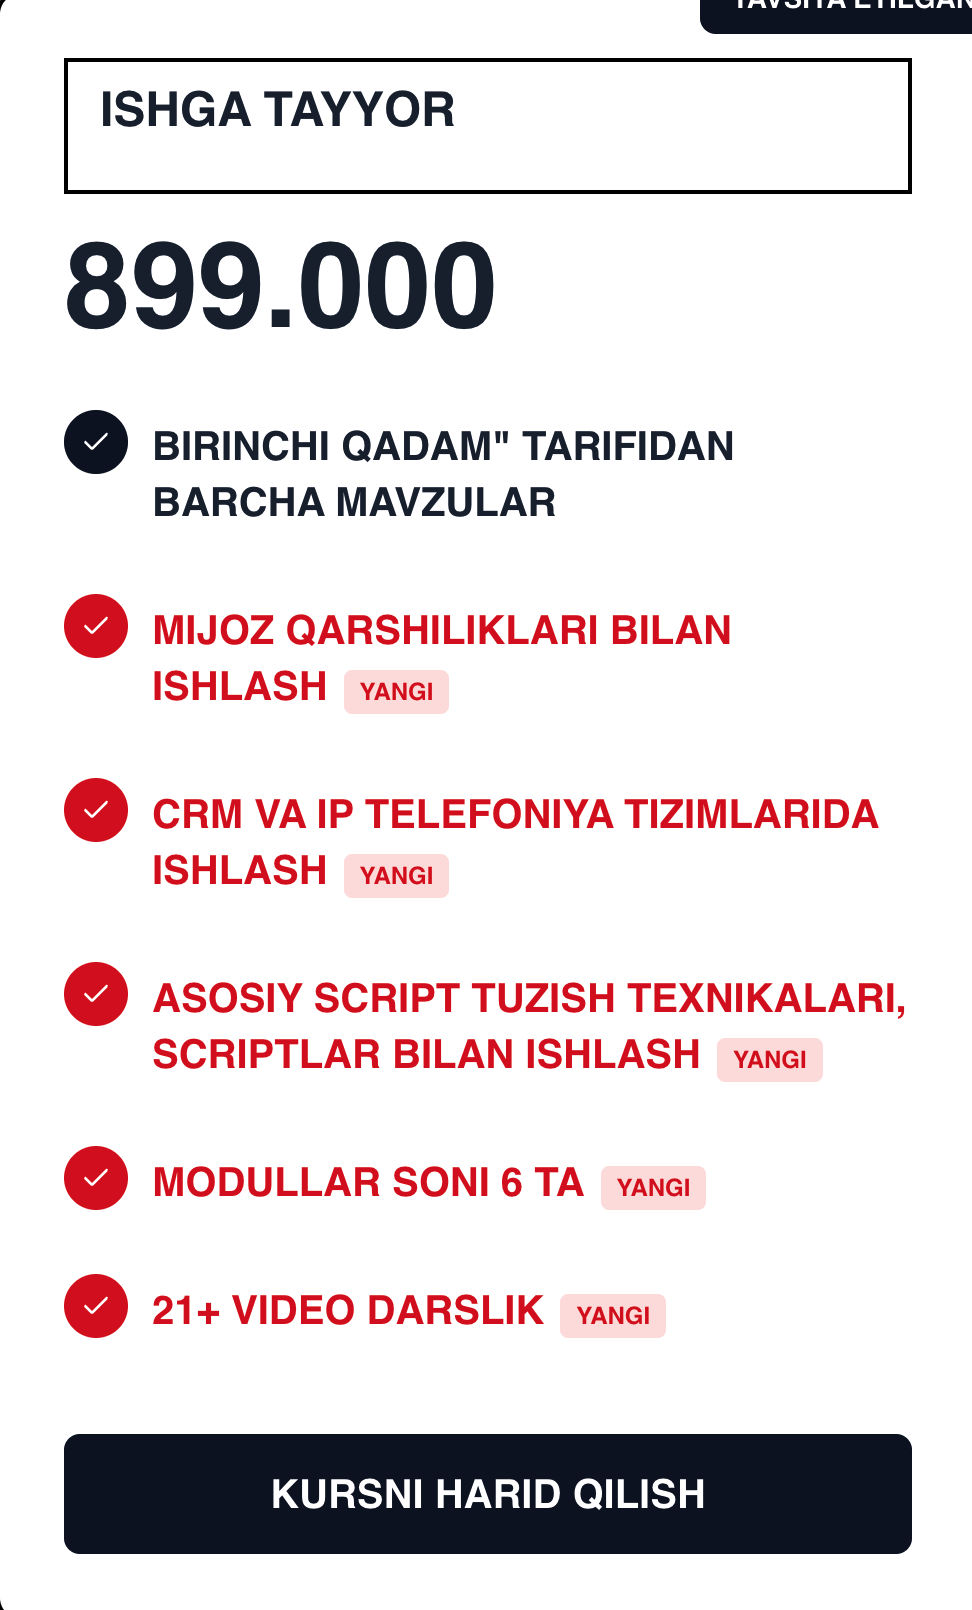 TAVSIYA ETILGAN
ISHGA TAYYOR
899.000
BIRINCHI QADAM" TARIFIDAN
BARCHA MAVZULAR
MIJOZ QARSHILIKLARI BILAN
ISHLASH YANGI
CRM VA IP TELEFONIYA TIZIMLARIDA
ISHLASH YANGI
ASOSIY SCRIPT TUZISH TEXNIKALARI,
SCRIPTLAR BILAN ISHLASH YANGI
MODULLAR SONI 6 TA YANGI
21+ VIDEO DARSLIK YANGI
KURSNI HARID QILISH